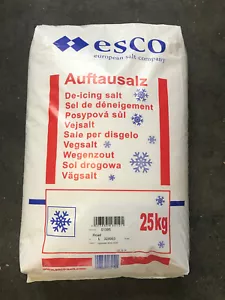 esco
european salt company
Auftausalz
De-icing salt
Sel de déneigement
Posypová sůl
Vejsalt
Sale per disgelo
Vegsalt
Wegenzout
Sol drogowa
Vägsalt
25kg